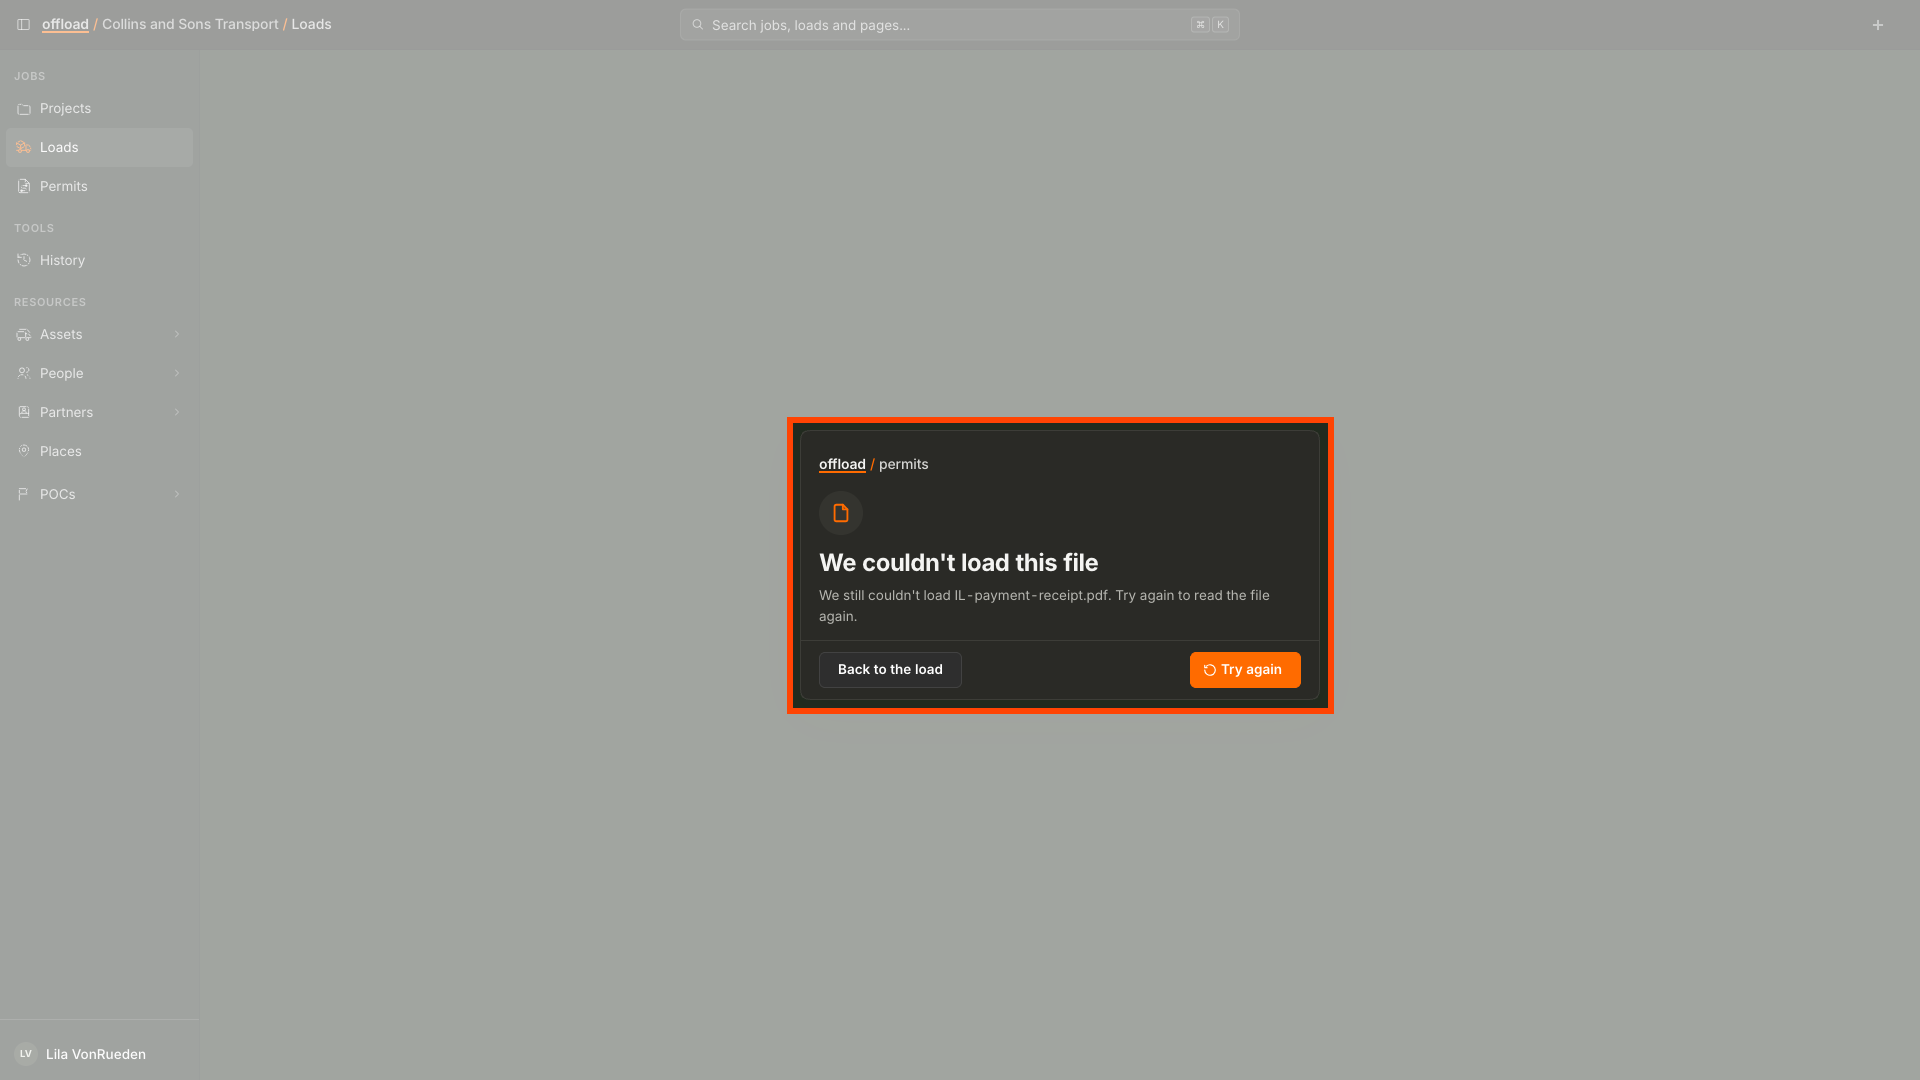 offload / Collins and Sons Transport / Loads
Search jobs, loads and pages...
⌘ K
JOBS
Projects
Loads
Permits
TOOLS
History
RESOURCES
Assets
People
Partners
Places
POCs
offload / permits
We couldn't load this file
We still couldn't load IL-payment-receipt.pdf. Try again to read the file
again.
Back to the load
Try again
LV
Lila VonRueden